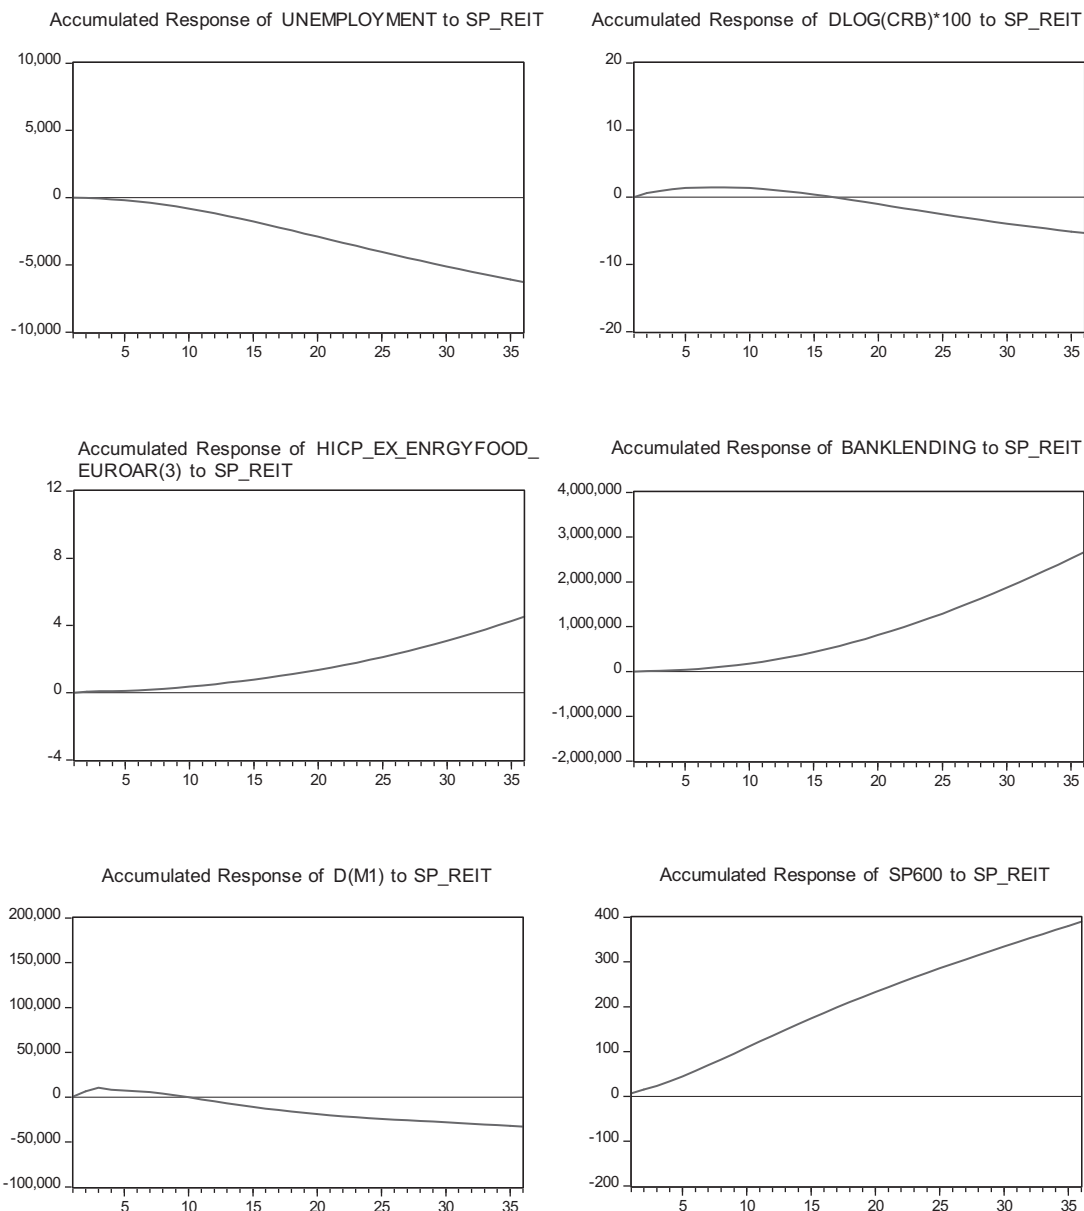 Accumulated Response of UNEMPLOYMENT to SP_REIT
10,000
5,000
0
-5,000
-10,000
5 10 15 20 25 30 35
Accumulated Response of DLOG(CRB)*100 to SP_REIT
20
10
0
-10
-20
5 10 15 20 25 30 35
Accumulated Response of HICP_EX_ENRGYFOOD_
EUROAR(3) to SP_REIT
12
8
4
0
-4
5 10 15 20 25 30 35
Accumulated Response of BANKLENDING to SP_REIT
4,000,000
3,000,000
2,000,000
1,000,000
0
-1,000,000
-2,000,000
5 10 15 20 25 30 35
Accumulated Response of D(M1) to SP_REIT
200,000
150,000
100,000
50,000
0
-50,000
-100,000
5 10 15 20 25 30 35
Accumulated Response of SP600 to SP_REIT
400
300
200
100
0
-100
-200
5 10 15 20 25 30 35